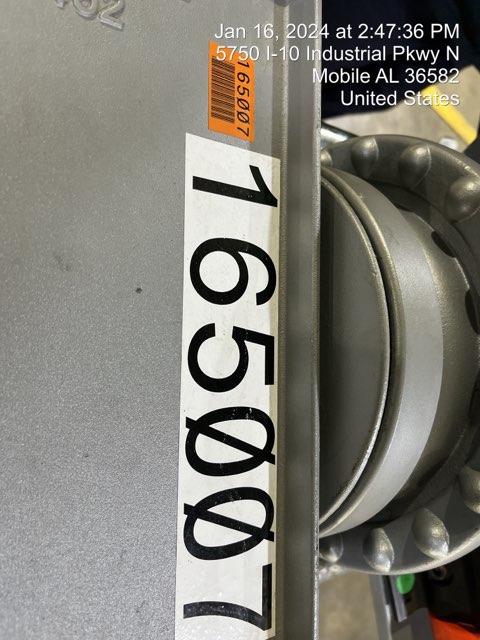 Jan 16, 2024 at 2:47:36 PM
5750 I-10 Industrial Pkwy N
Mobile AL 36582
United States
165007
165007